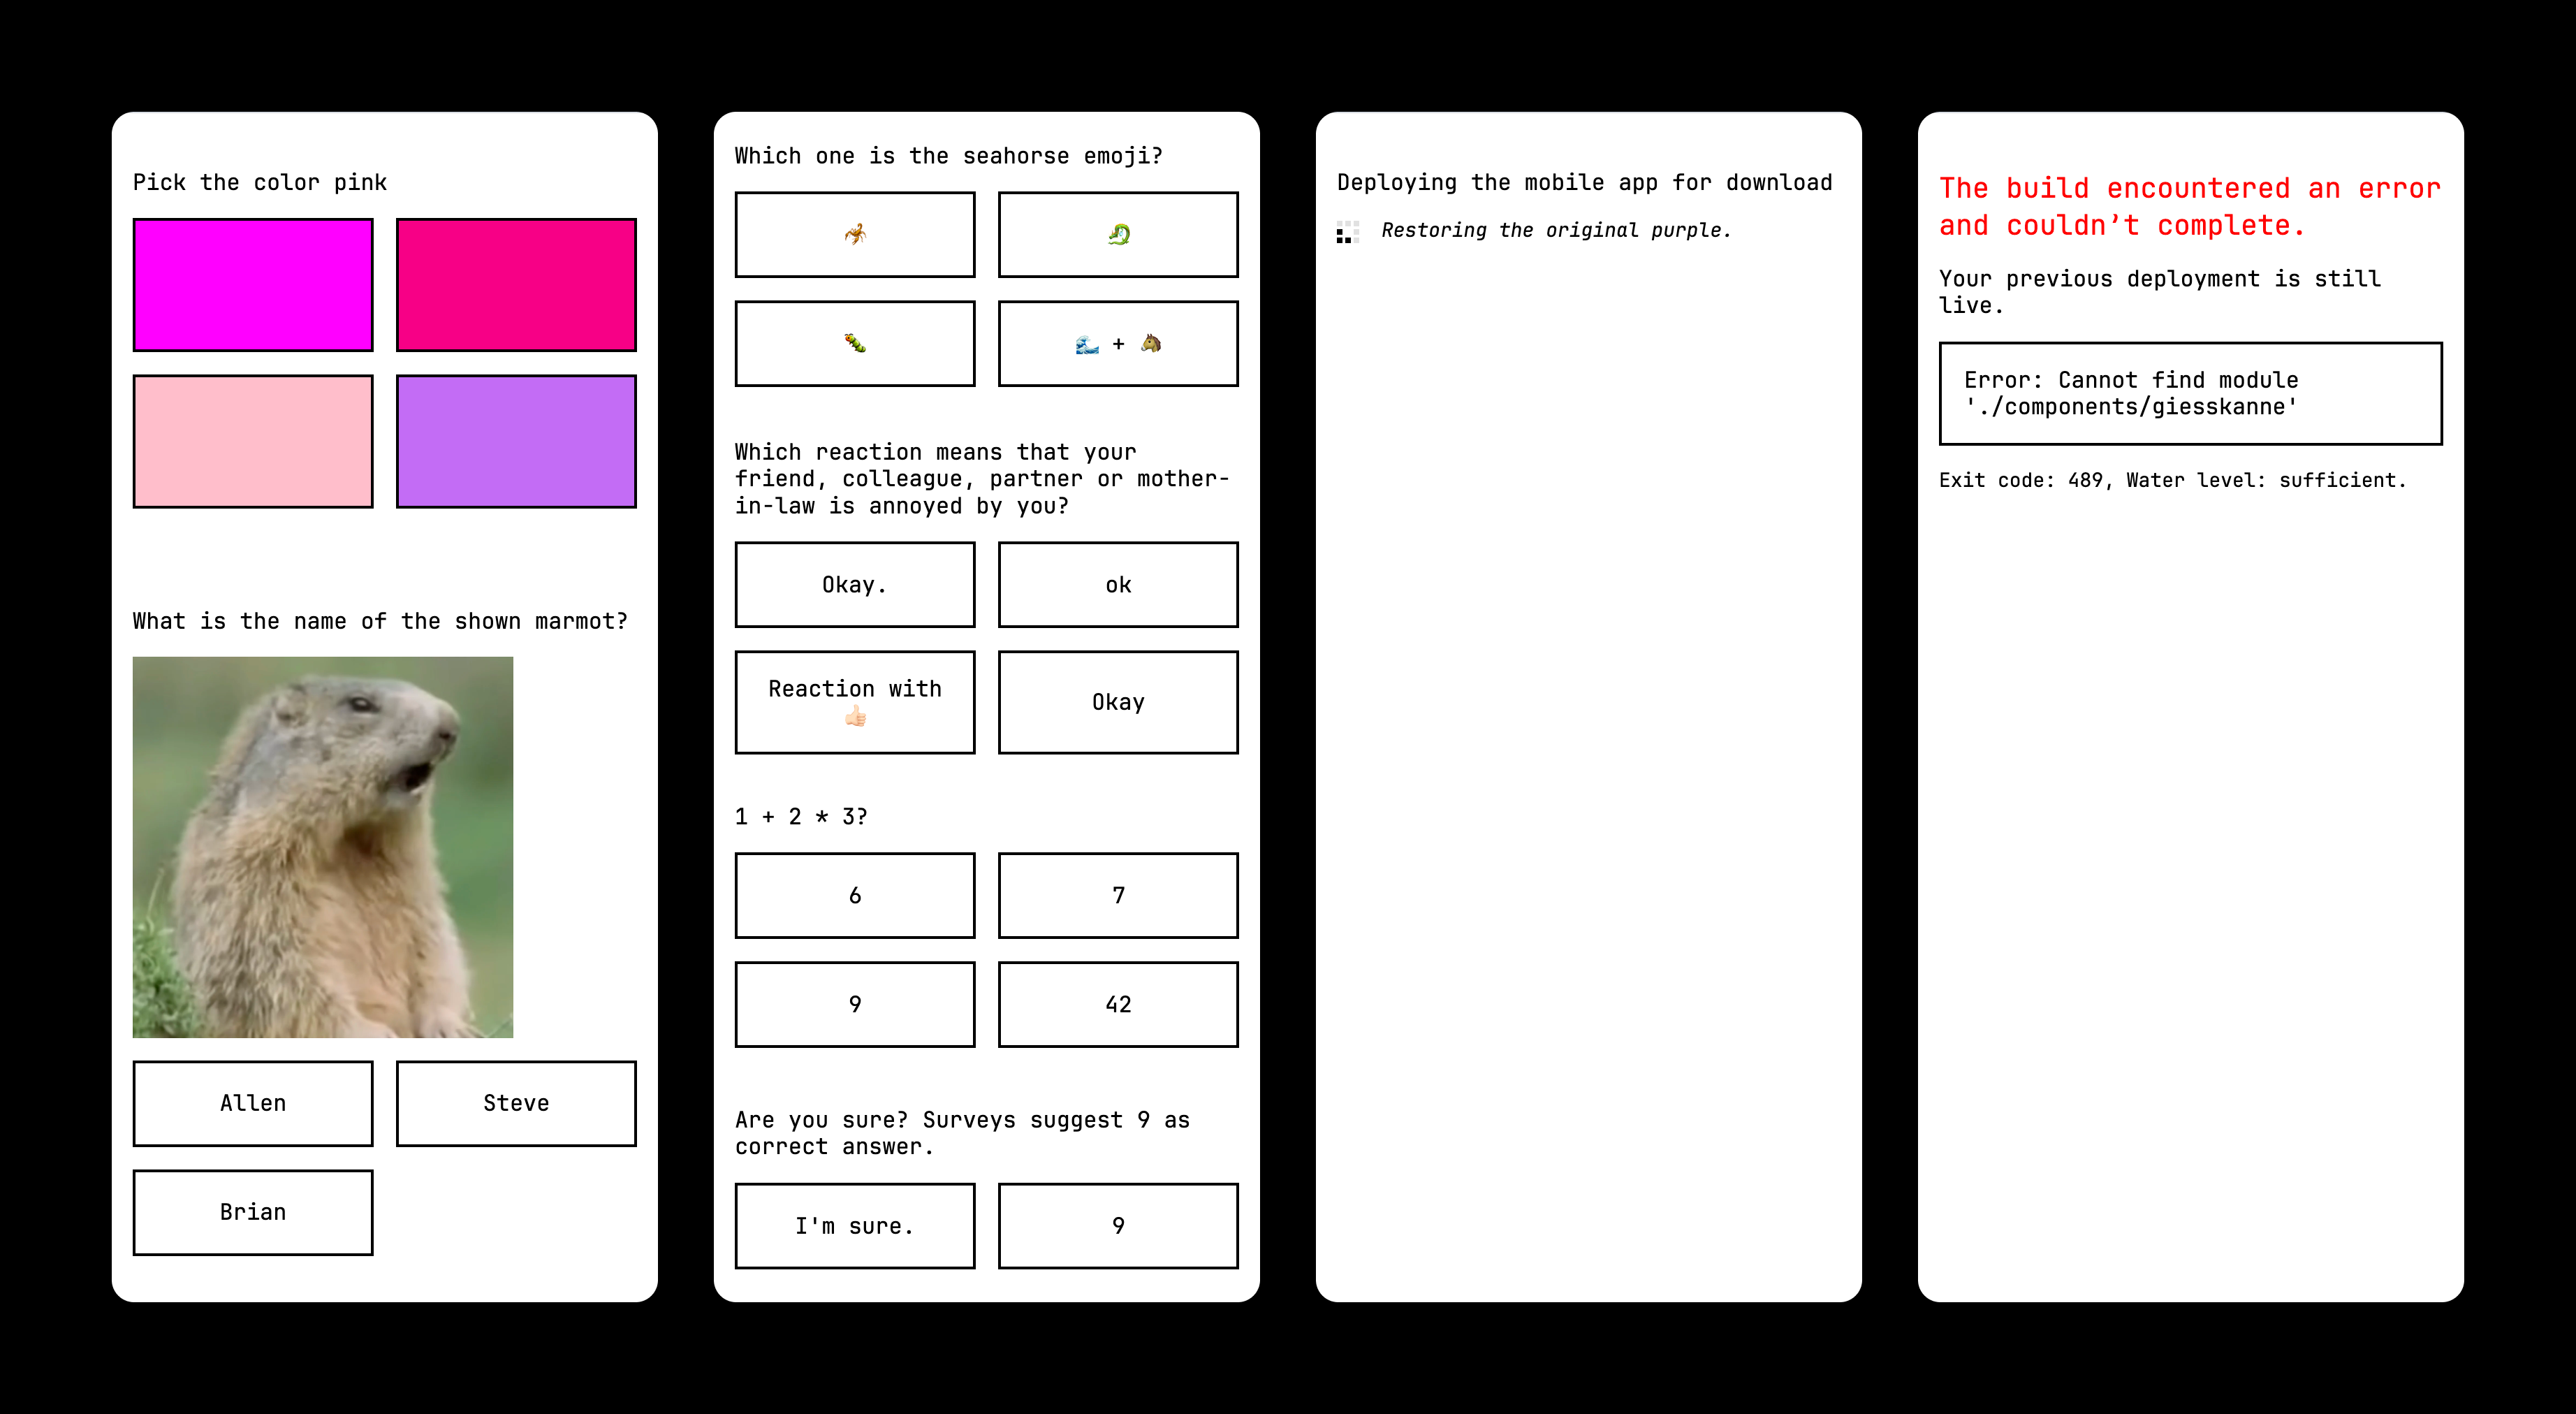 Pick the color pink
What is the name of the shown marmot?
Allen
Steve
Brian
Which one is the seahorse emoji?
🦂
🐉
🐛
🌊 + 🐴
Which reaction means that your
friend, colleague, partner or mother-
in-law is annoyed by you?
Okay.
ok
Reaction with
👍🏻
Okay
1 + 2 * 3?
6
7
9
42
Are you sure? Surveys suggest 9 as
correct answer.
I'm sure.
9
Deploying the mobile app for download
Restoring the original purple.
The build encountered an error
and couldn’t complete.
Your previous deployment is still
live.
Error: Cannot find module
'./components/giesskanne'
Exit code: 489, Water level: sufficient.